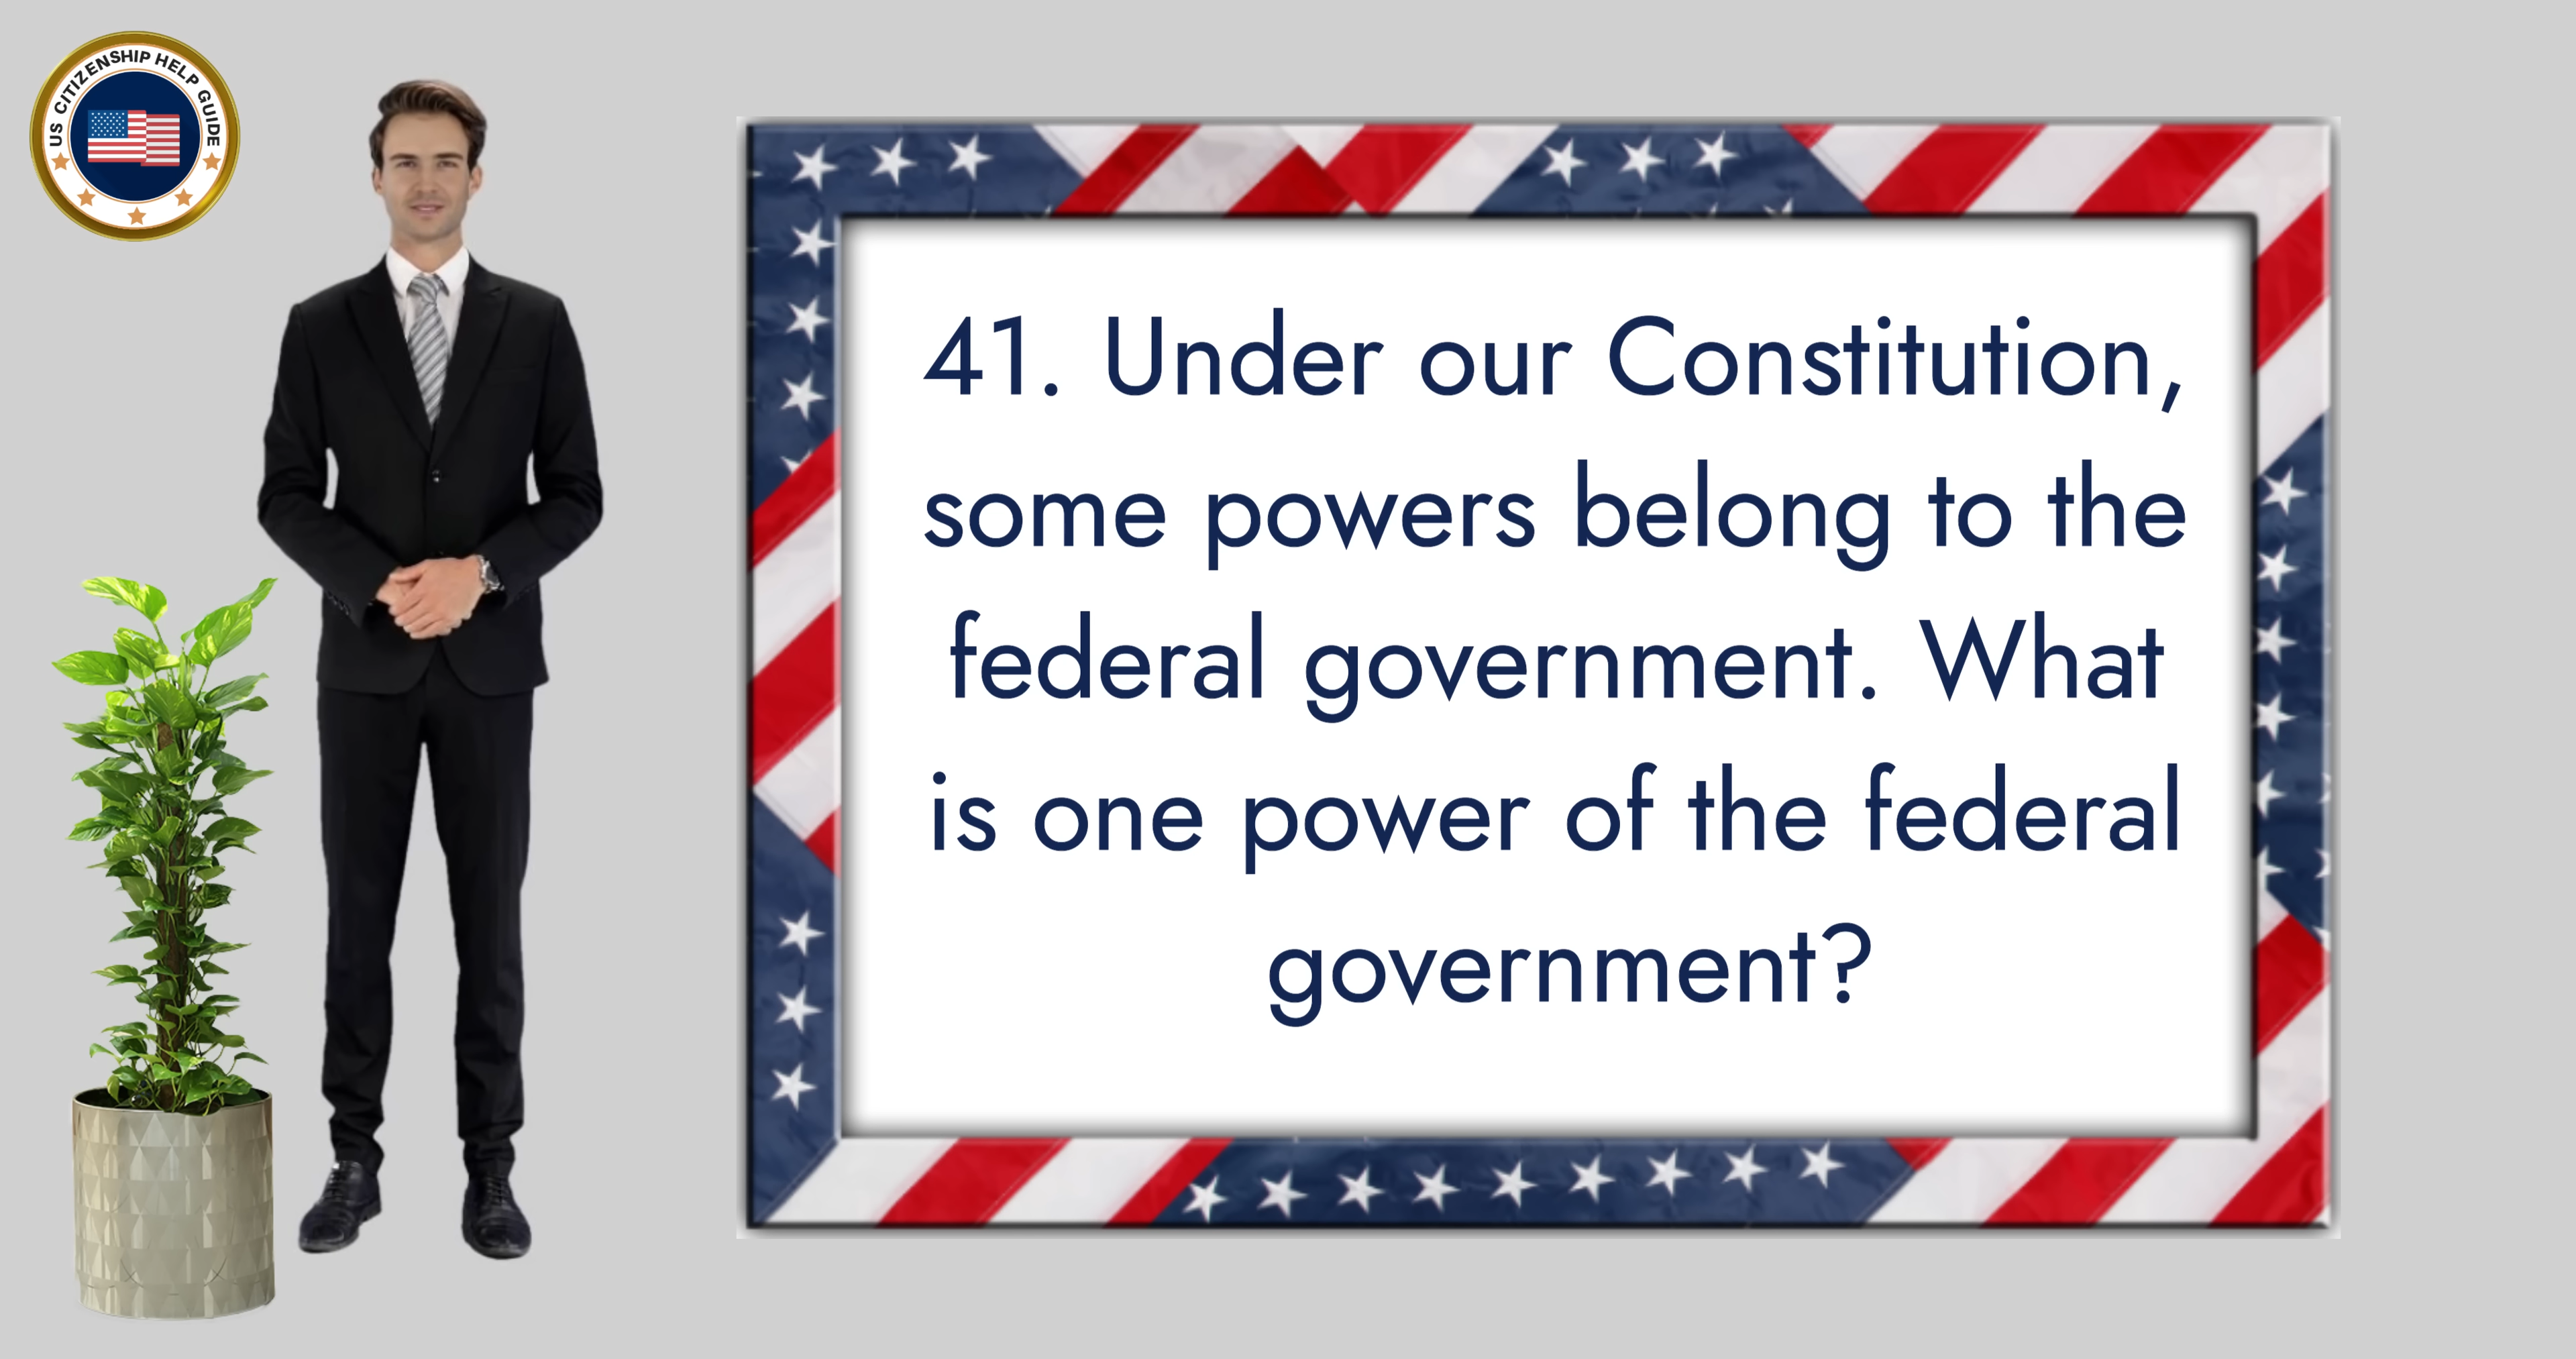 US CITIZENSHIP HELP GUIDE
41. Under our Constitution,
some powers belong to the
federal government. What
is one power of the federal
government?